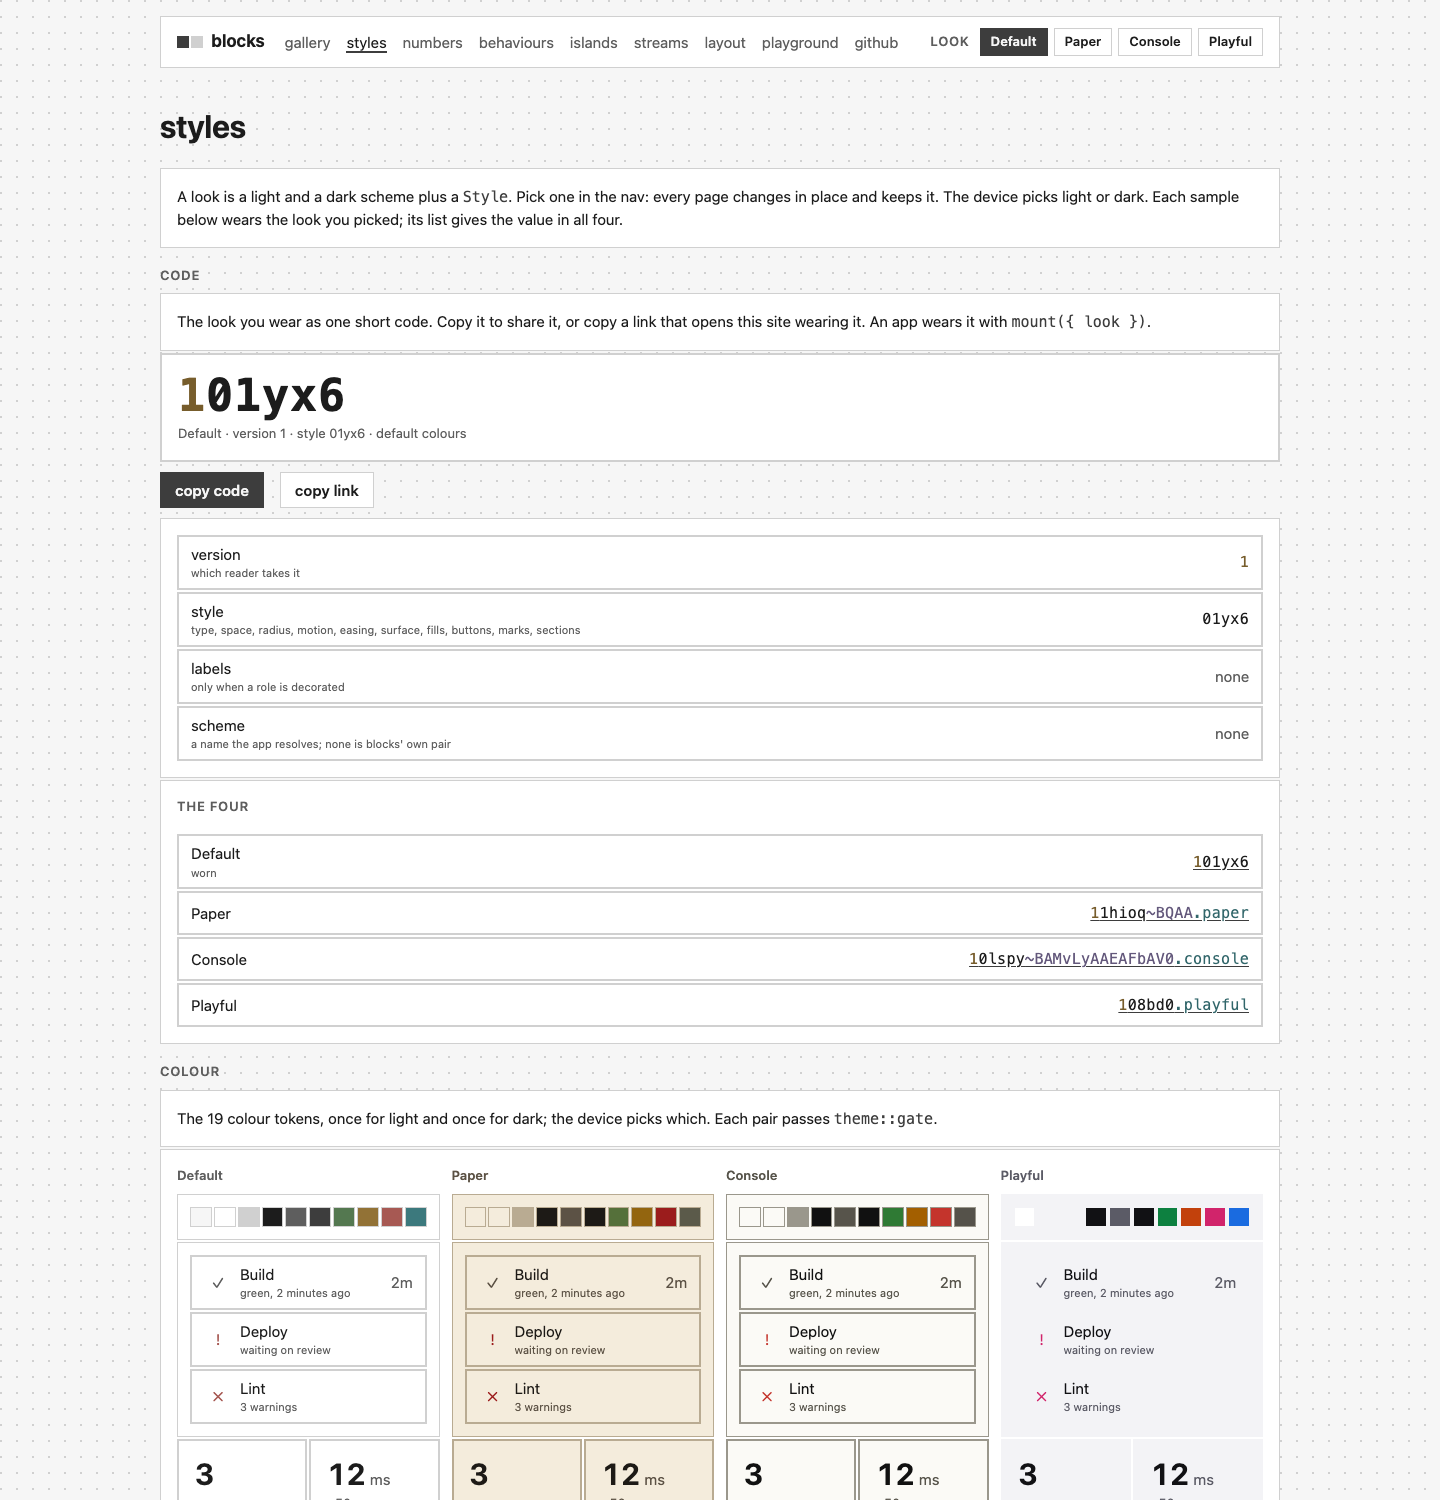 blocks gallery styles numbers behaviours islands streams layout playground github LOOK Default Paper Console Playful
styles
A look is a light and a dark scheme plus a Style. Pick one in the nav: every page changes in place and keeps it. The device picks light or dark. Each sample
below wears the look you picked; its list gives the value in all four.
CODE
The look you wear as one short code. Copy it to share it, or copy a link that opens this site wearing it. An app wears it with mount({ look }).
101yx6
Default · version 1 · style 01yx6 · default colours
copy code copy link
version
which reader takes it
1
style
type, space, radius, motion, easing, surface, fills, buttons, marks, sections
01yx6
labels
only when a role is decorated
none
scheme
a name the app resolves; none is blocks' own pair
none
THE FOUR
Default
worn
101yx6
Paper
11hioq~BQAA.paper
Console
10lspy~BAMvLyAAEAFbAV0.console
Playful
108bd0.playful
COLOUR
The 19 colour tokens, once for light and once for dark; the device picks which. Each pair passes theme::gate.
Default
✓ Build 2m
green, 2 minutes ago
! Deploy
waiting on review
× Lint
3 warnings
3 12 ms
Paper
✓ Build 2m
green, 2 minutes ago
! Deploy
waiting on review
× Lint
3 warnings
3 12 ms
Console
✓ Build 2m
green, 2 minutes ago
! Deploy
waiting on review
× Lint
3 warnings
3 12 ms
Playful
✓ Build 2m
green, 2 minutes ago
! Deploy
waiting on review
× Lint
3 warnings
3 12 ms